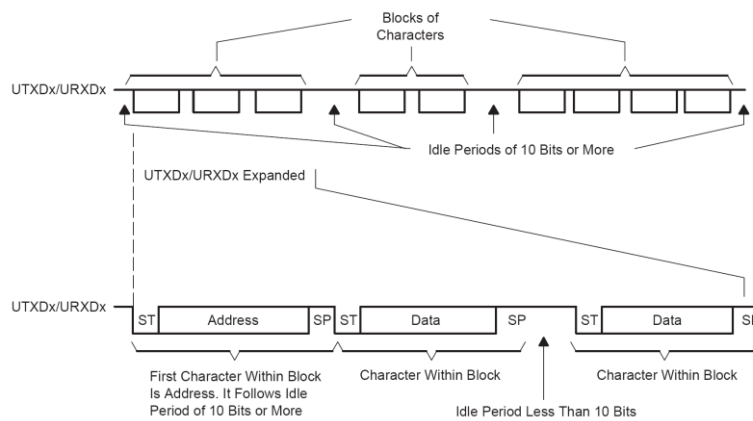 Blocks of
Characters
UTXDx/URXDx
Idle Periods of 10 Bits or More
UTXDx/URXDx Expanded
UTXDx/URXDx
ST Address SP ST Data SP ST Data
First Character Within Block
Is Address. It Follows Idle
Period of 10 Bits or More
Character Within Block
Character Within Block
Idle Period Less Than 10 Bits